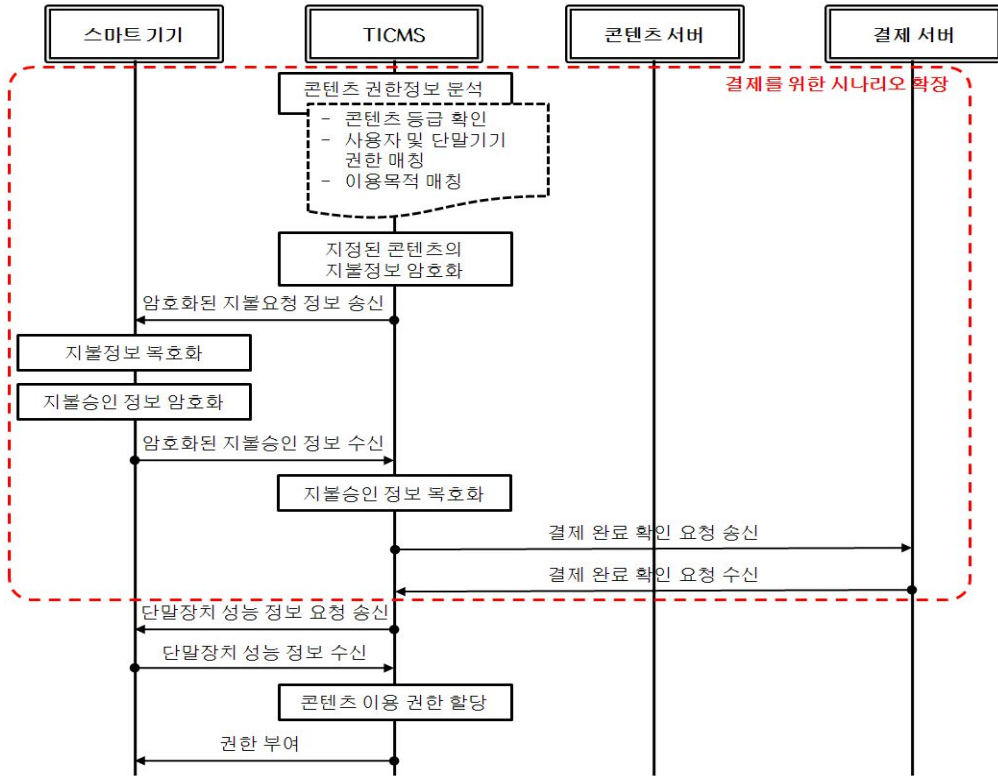 스마트 기기
TICMS
콘텐츠 서버
결제 서버
결제를 위한 시나리오 확장
콘텐츠 권한정보 분석
- 콘텐츠 등급 확인
- 사용자 및 단말기기
권한 매칭
- 이용목적 매칭
지정된 콘텐츠의
지불정보 암호화
암호화된 지불요청 정보 송신
지불정보 복호화
지불승인 정보 암호화
암호화된 지불승인 정보 수신
지불승인 정보 복호화
결제 완료 확인 요청 송신
결제 완료 확인 요청 수신
단말장치 성능 정보 요청 송신
단말장치 성능 정보 수신
콘텐츠 이용 권한 할당
권한 부여